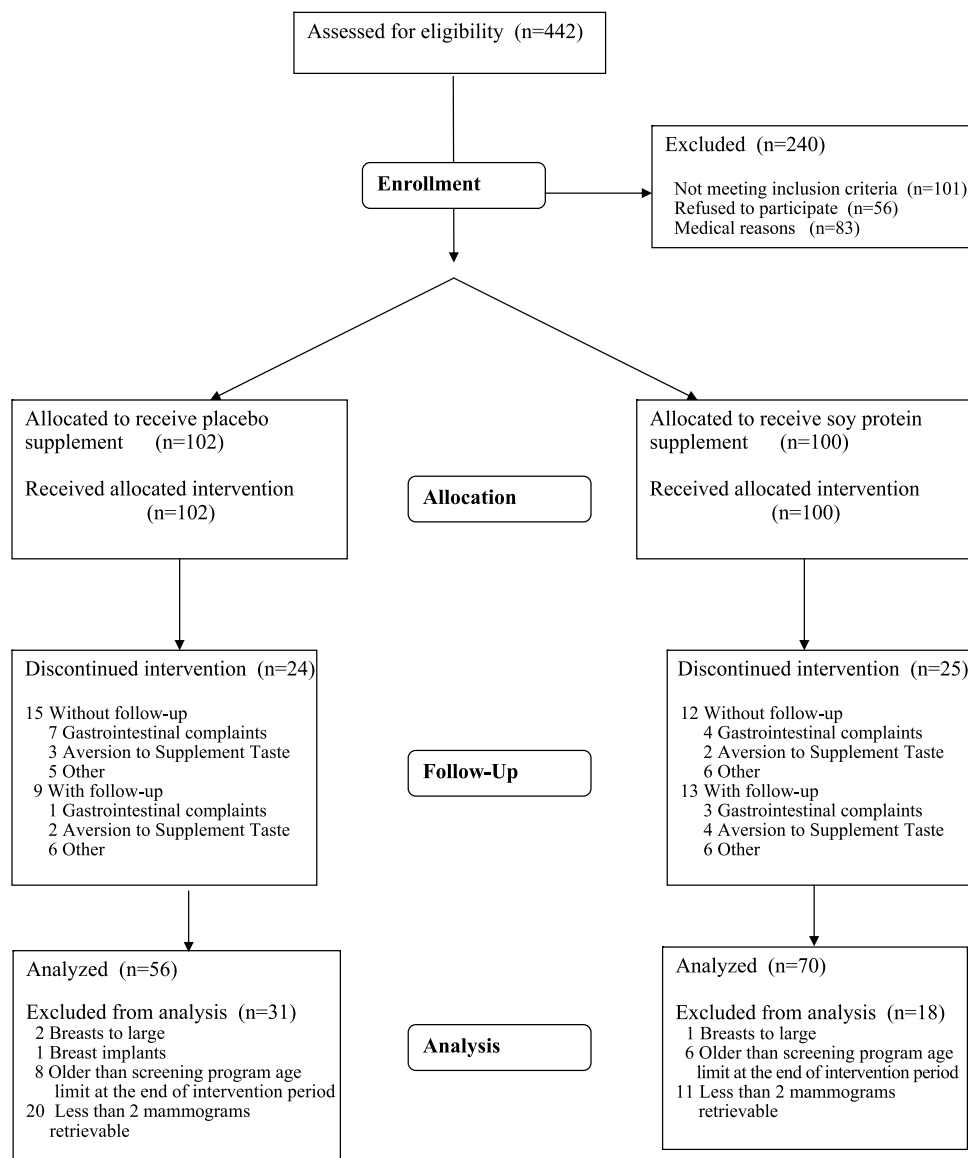 Assessed for eligibility (n=442)
Excluded (n=240)
Not meeting inclusion criteria (n=101)
Refused to participate (n=56)
Medical reasons (n=83)
Enrollment
Allocated to receive placebo
supplement (n=102)
Received allocated intervention
(n=102)
Allocation
Allocated to receive soy protein
supplement (n=100)
Received allocated intervention
(n=100)
Discontinued intervention (n=24)
15 Without follow-up
7 Gastrointestinal complaints
3 Aversion to Supplement Taste
5 Other
9 With follow-up
1 Gastrointestinal complaints
2 Aversion to Supplement Taste
6 Other
Follow-Up
Discontinued intervention (n=25)
12 Without follow-up
4 Gastrointestinal complaints
2 Aversion to Supplement Taste
6 Other
13 With follow-up
3 Gastrointestinal complaints
4 Aversion to Supplement Taste
6 Other
Analyzed (n=56)
Excluded from analysis (n=31)
2 Breasts to large
1 Breast implants
8 Older than screening program age
limit at the end of intervention period
20 Less than 2 mammograms
retrievable
Analysis
Analyzed (n=70)
Excluded from analysis (n=18)
1 Breasts to large
6 Older than screening program age
limit at the end of intervention period
11 Less than 2 mammograms
retrievable